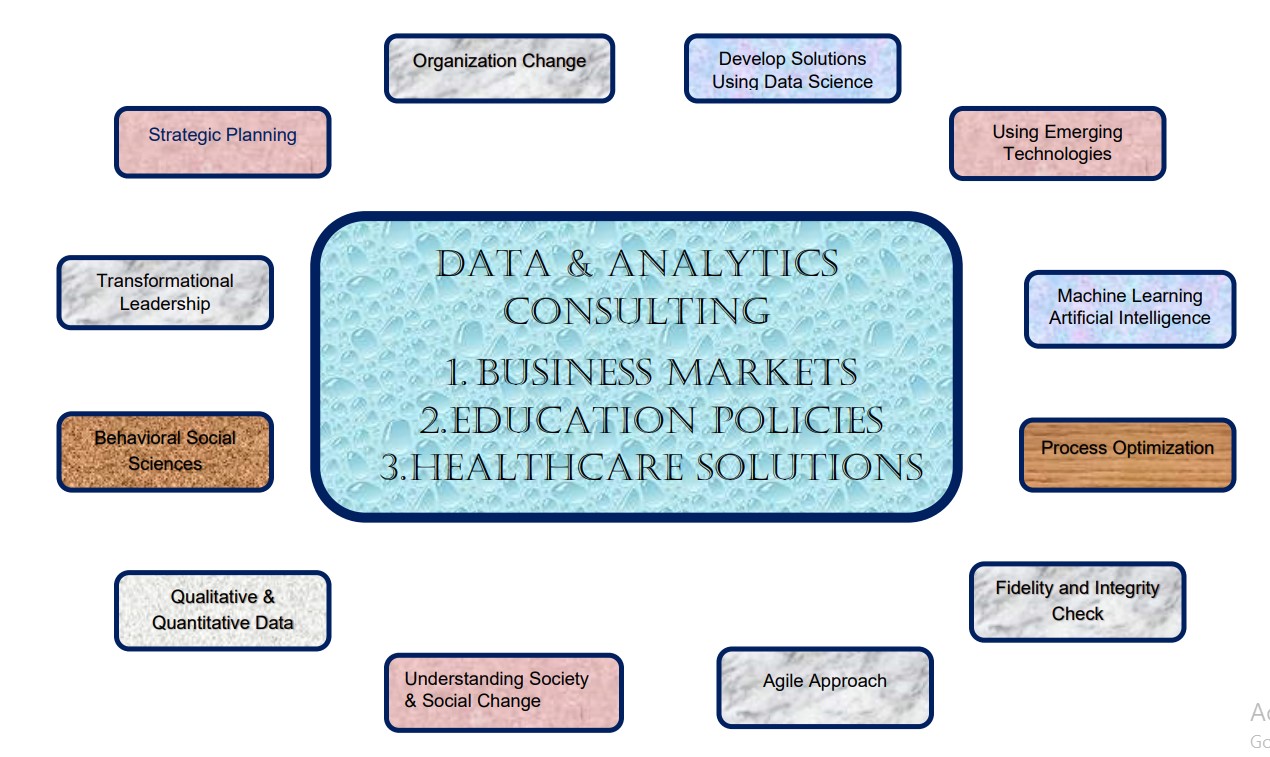 Organization Change
Develop Solutions
Using Data Science
Strategic Planning
Using Emerging
Technologies
DATA & ANALYTICS
CONSULTING
1. BUSINESS MARKETS
2.EDUCATION POLICIES
3.HEALTHCARE SOLUTIONS
Transformational
Leadership
Machine Learning
Artificial Intelligence
Behavioral Social
Sciences
Process Optimization
Qualitative &
Quantitative Data
Fidelity and Integrity
Check
Understanding Society
& Social Change
Agile Approach